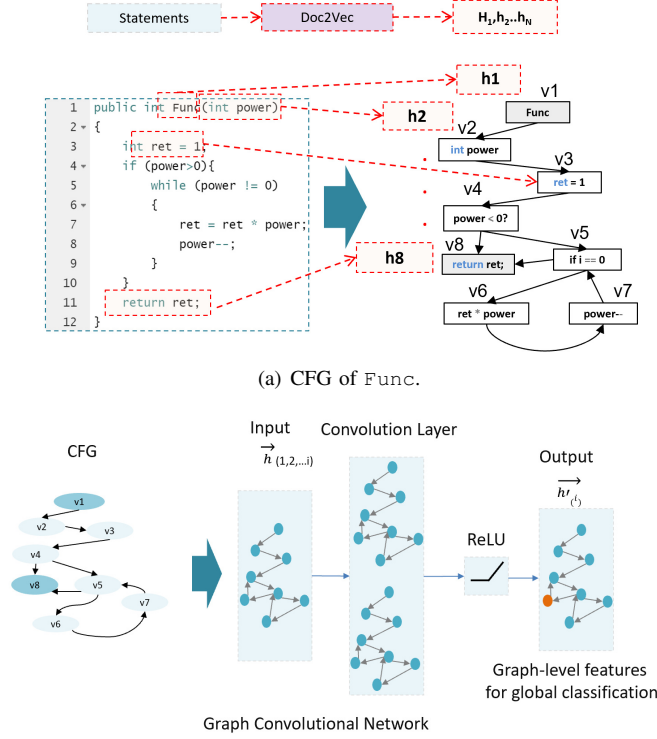 Statements
Doc2Vec
H1,h2..hN
h1
1 public int Func(int power)
2 {
3 int ret = 1;
4 if (power>0){
5 while (power != 0)
6 {
7 ret = ret * power;
8 power--;
9 }
10 }
11 return ret;
12 }
h2
h8
v1
Func
v2
int power
v3
ret = 1
v4
power < 0?
v5
if i == 0
v8
return ret;
v6
ret * power
v7
power--
(a) CFG of Func.
CFG
v1
v2
v3
v4
v8
v5
v7
v6
Input
h (1,2,...i)
Convolution Layer
ReLU
Output
h′(i)
Graph-level features
for global classification
Graph Convolutional Network